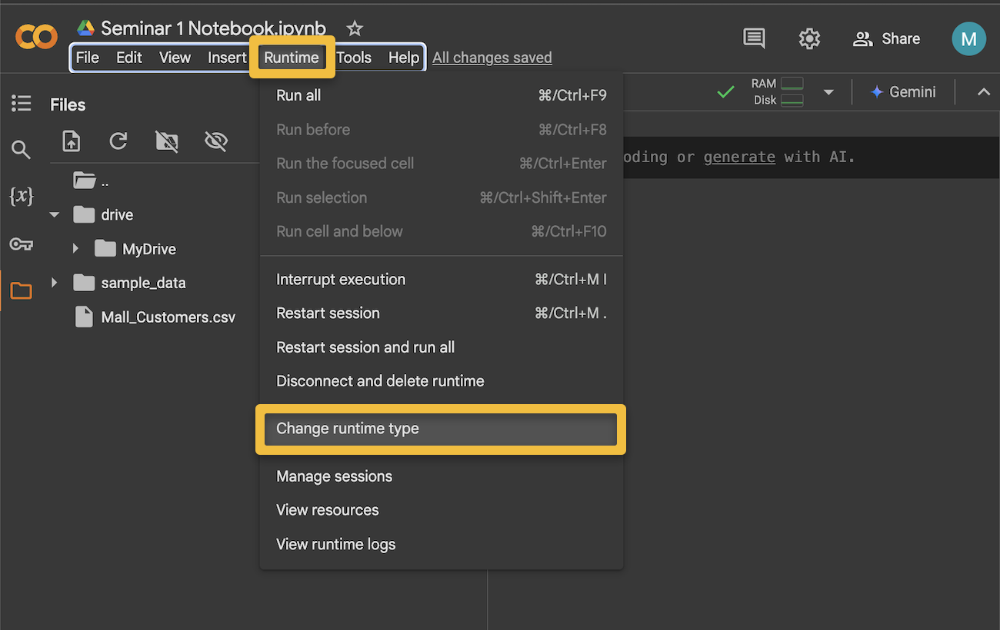 Seminar 1 Notebook.ipynb
File Edit View Insert Runtime Tools Help All changes saved
Share
M
Files
RAM
Disk
Gemini
{x}
..
drive
MyDrive
sample_data
Mall_Customers.csv
Run all ⌘/Ctrl+F9
Run before ⌘/Ctrl+F8
Run the focused cell ⌘/Ctrl+Enter
Run selection ⌘/Ctrl+Shift+Enter
Run cell and below ⌘/Ctrl+F10
Interrupt execution ⌘/Ctrl+M I
Restart session ⌘/Ctrl+M .
Restart session and run all
Disconnect and delete runtime
Change runtime type
Manage sessions
View resources
View runtime logs
oding or generate with AI.